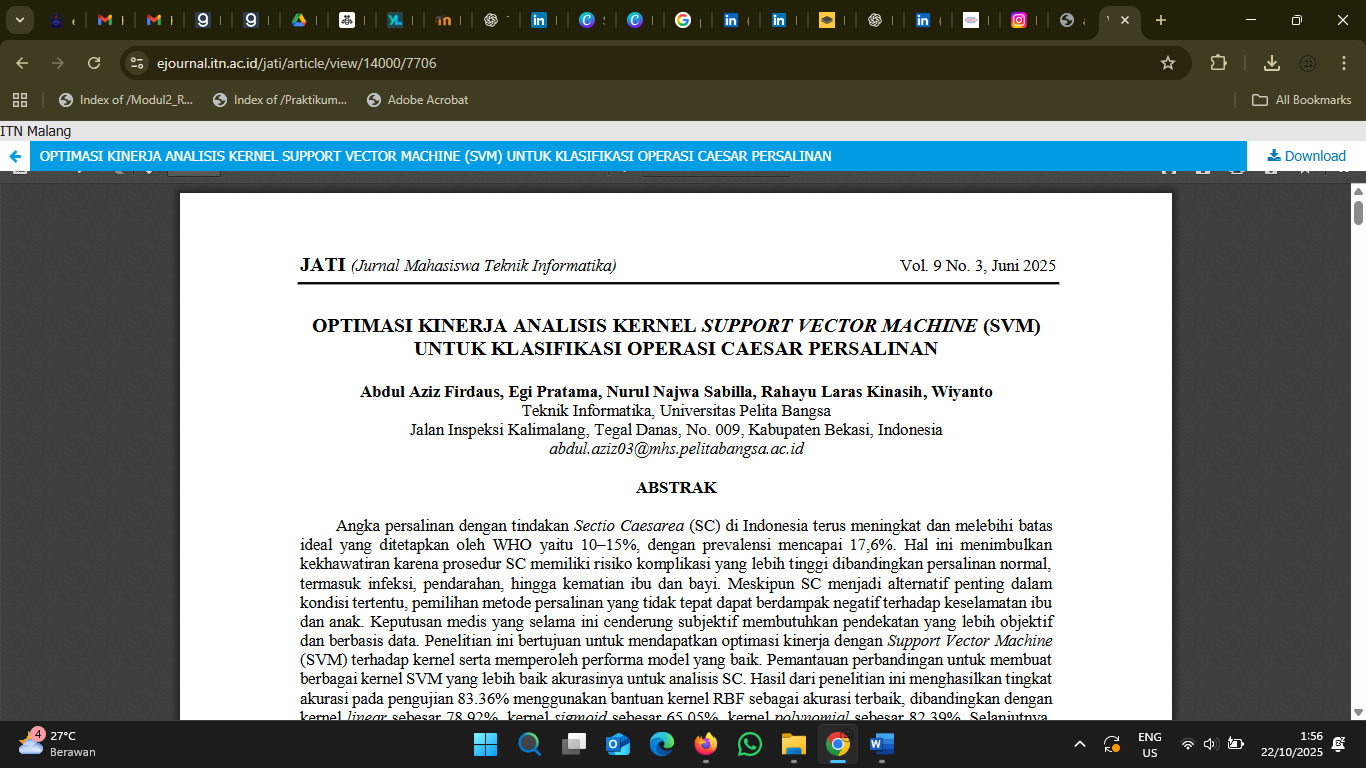 ejournal.itn.ac.id/jati/article/view/14000/7706
Index of /Modul2_R...
Index of /Praktikum...
Adobe Acrobat
All Bookmarks
ITN Malang
OPTIMASI KINERJA ANALISIS KERNEL SUPPORT VECTOR MACHINE (SVM) UNTUK KLASIFIKASI OPERASI CAESAR PERSALINAN
Download
JATI (Jurnal Mahasiswa Teknik Informatika)
Vol. 9 No. 3, Juni 2025
OPTIMASI KINERJA ANALISIS KERNEL SUPPORT VECTOR MACHINE (SVM)
UNTUK KLASIFIKASI OPERASI CAESAR PERSALINAN
Abdul Aziz Firdaus, Egi Pratama, Nurul Najwa Sabilla, Rahayu Laras Kinasih, Wiyanto
Teknik Informatika, Universitas Pelita Bangsa
Jalan Inspeksi Kalimalang, Tegal Danas, No. 009, Kabupaten Bekasi, Indonesia
abdul.aziz03@mhs.pelitabangsa.ac.id
ABSTRAK
Angka persalinan dengan tindakan Sectio Caesarea (SC) di Indonesia terus meningkat dan melebihi batas
ideal yang ditetapkan oleh WHO yaitu 10–15%, dengan prevalensi mencapai 17,6%. Hal ini menimbulkan
kekhawatiran karena prosedur SC memiliki risiko komplikasi yang lebih tinggi dibandingkan persalinan normal,
termasuk infeksi, pendarahan, hingga kematian ibu dan bayi. Meskipun SC menjadi alternatif penting dalam
kondisi tertentu, pemilihan metode persalinan yang tidak tepat dapat berdampak negatif terhadap keselamatan ibu
dan anak. Keputusan medis yang selama ini cenderung subjektif membutuhkan pendekatan yang lebih objektif
dan berbasis data. Penelitian ini bertujuan untuk mendapatkan optimasi kinerja dengan Support Vector Machine
(SVM) terhadap kernel serta memperoleh performa model yang baik. Pemantauan perbandingan untuk membuat
berbagai kernel SVM yang lebih baik akurasinya untuk analisis SC. Hasil dari penelitian ini menghasilkan tingkat
akurasi pada pengujian 83.36% menggunakan bantuan kernel RBF sebagai akurasi terbaik, dibandingkan dengan
kernel linear sebesar 78.92%, kernel sigmoid sebesar 65.05%, kernel polynomial sebesar 82.39%. Selanjutnya,
4
27°C
Berawan
ENG
US
1:56
22/10/2025